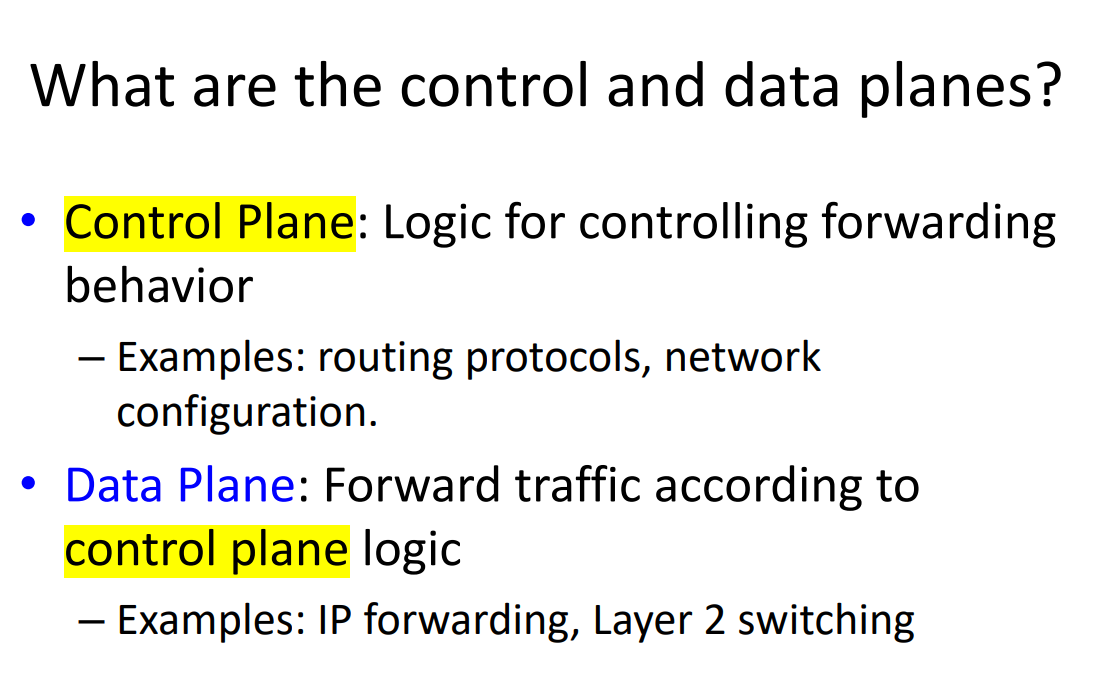 What are the control and data planes?
• Control Plane: Logic for controlling forwarding
behavior
– Examples: routing protocols, network
configuration.
• Data Plane: Forward traffic according to
control plane logic
– Examples: IP forwarding, Layer 2 switching